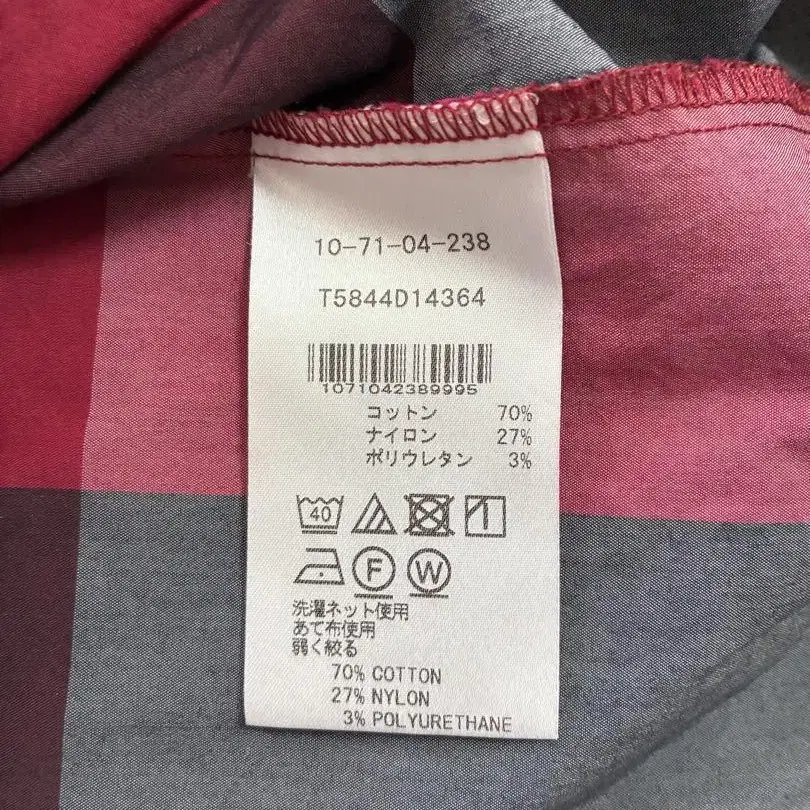 10-71-04-238
T5844D14364
1071042389995
コットン 70%
ナイロン 27%
ポリウレタン 3%
40
F W
洗濯ネット使用
あて布使用
弱く絞る
70% COTTON
27% NYLON
3% POLYURETHANE